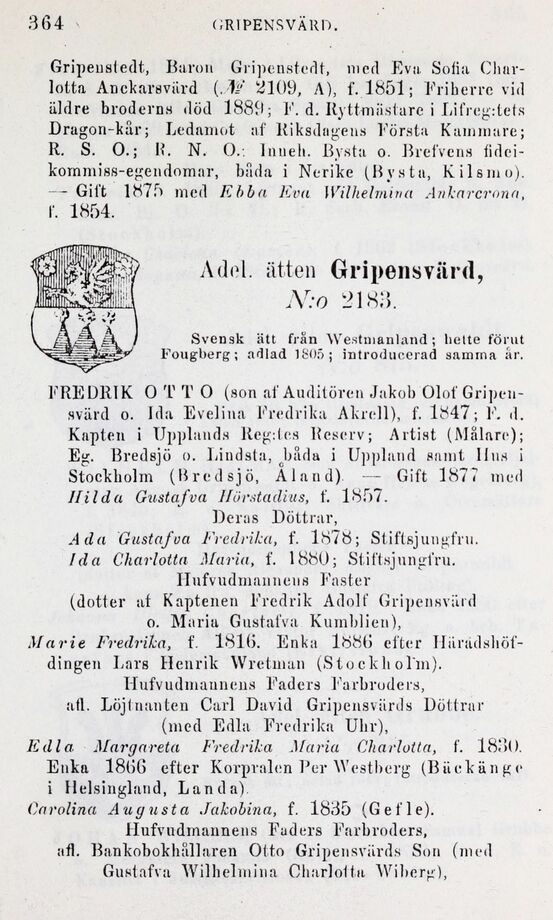 364
GRIPENSVÄRD.
Gripenstedt, Baron Gripenstedt, med Eva Sofia Char-
lotta Anckarsvärd (№ 2109, A), f. 1851; Friherre vid
äldre broderns död 1889; F. d. Ryttmästare i Lifreg:tets
Dragon-kår; Ledamot af Riksdagens Första Kammare;
R. S. O.; R. N. O.: Inneh. Bysta o. Brefvens fidei-
kommiss-egendomar, båda i Nerike (Bysta, Kilsmo).
— Gift 1875 med Ebba Eva Wilhelmina Ankarcrona,
f. 1854.
Adel. ätten Gripensvärd,
N:o 2183.
Svensk ätt från Westmanland; hette förut
Fougberg; adlad 1805; introducerad samma år.
FREDRIK OTTO (son af Auditören Jakob Olof Gripen-
svärd o. Ida Evelina Fredrika Akrell), f. 1847; F. d.
Kapten i Upplands Reg:tes Reserv; Artist (Målare);
Eg. Bredsjö o. Lindsta, båda i Uppland samt Hus i
Stockholm (Bredsjö, Åland). — Gift 1877 med
Hilda Gustafva Hörstadius, f. 1857.
Deras Döttrar,
Ada Gustafva Fredrika, f. 1878; Stiftsjungfru.
Ida Charlotta Maria, f. 1880; Stiftsjungfru.
Hufvudmannens Faster
(dotter af Kaptenen Fredrik Adolf Gripensvärd
o. Maria Gustafva Kumblien),
Marie Fredrika, f. 1816. Enka 1886 efter Häradshöf-
dingen Lars Henrik Wretman (Stockholm).
Hufvudmannens Faders Farbroders,
afl. Löjtnanten Carl David Gripensvärds Döttrar
(med Edla Fredrika Uhr),
Edla Margareta Fredrika Maria Charlotta, f. 1830.
Enka 1866 efter Korpralen Per Westberg (Bäckänge
i Helsingland, Landa).
Carolina Augusta Jakobina, f. 1835 (Gefle).
Hufvudmannens Faders Farbroders,
afl. Bankobokhållaren Otto Gripensvärds Son (med
Gustafva Wilhelmina Charlotta Wiberg),